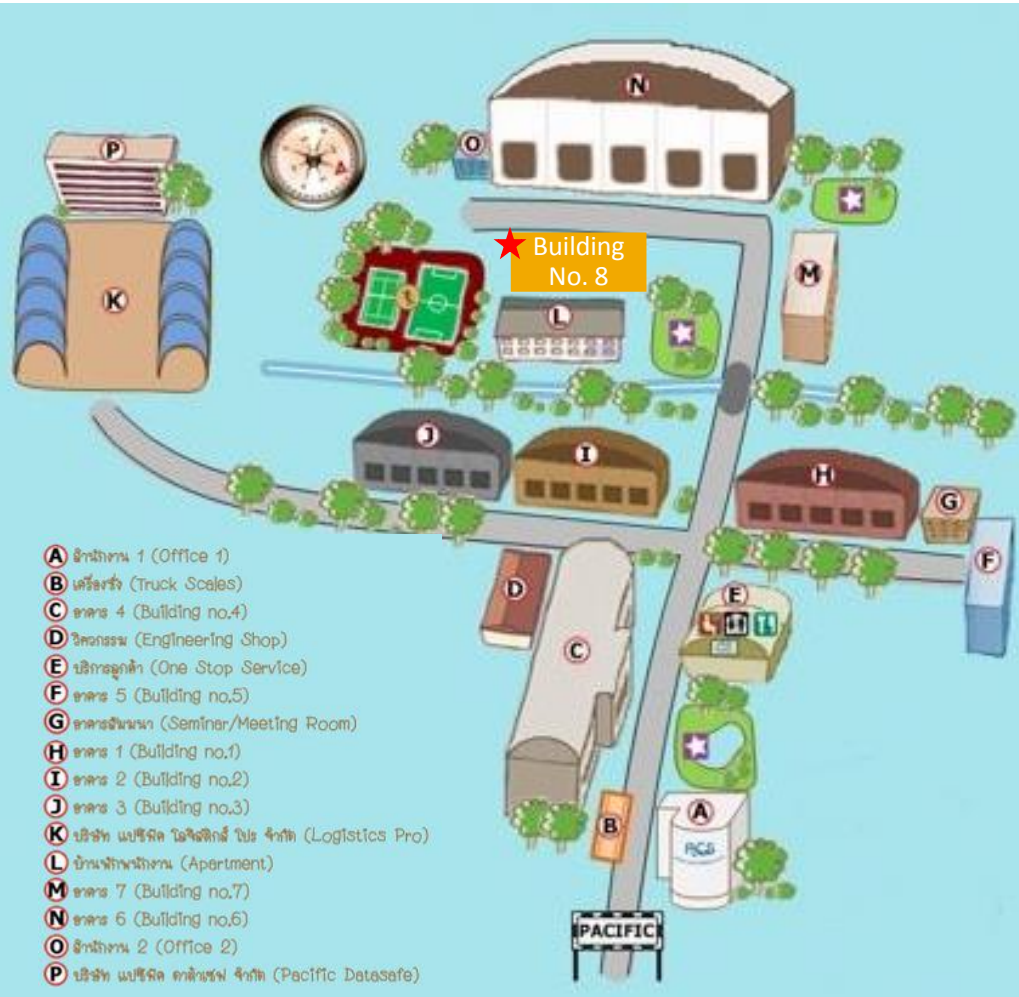 N
O
P
Building
No. 8
M
K
L
J
I
H
G
F
D
E
C
A
B
PCS
PACIFIC
A สำนักงาน 1 (Office 1)
B เครื่องชั่ง (Truck Scales)
C อาคาร 4 (Building no.4)
D วิศวกรรม (Engineering Shop)
E บริการลูกค้า (One Stop Service)
F อาคาร 5 (Building no.5)
G อาคารสัมมนา (Seminar/Meeting Room)
H อาคาร 1 (Building no.1)
I อาคาร 2 (Building no.2)
J อาคาร 3 (Building no.3)
K บริษัท แปซิฟิค โลจิสติกส์ โปร จำกัด (Logistics Pro)
L บ้านพักพนักงาน (Apartment)
M อาคาร 7 (Building no.7)
N อาคาร 6 (Building no.6)
O สำนักงาน 2 (Office 2)
P บริษัท แปซิฟิค ดาต้าเซฟ จำกัด (Pacific Datasafe)